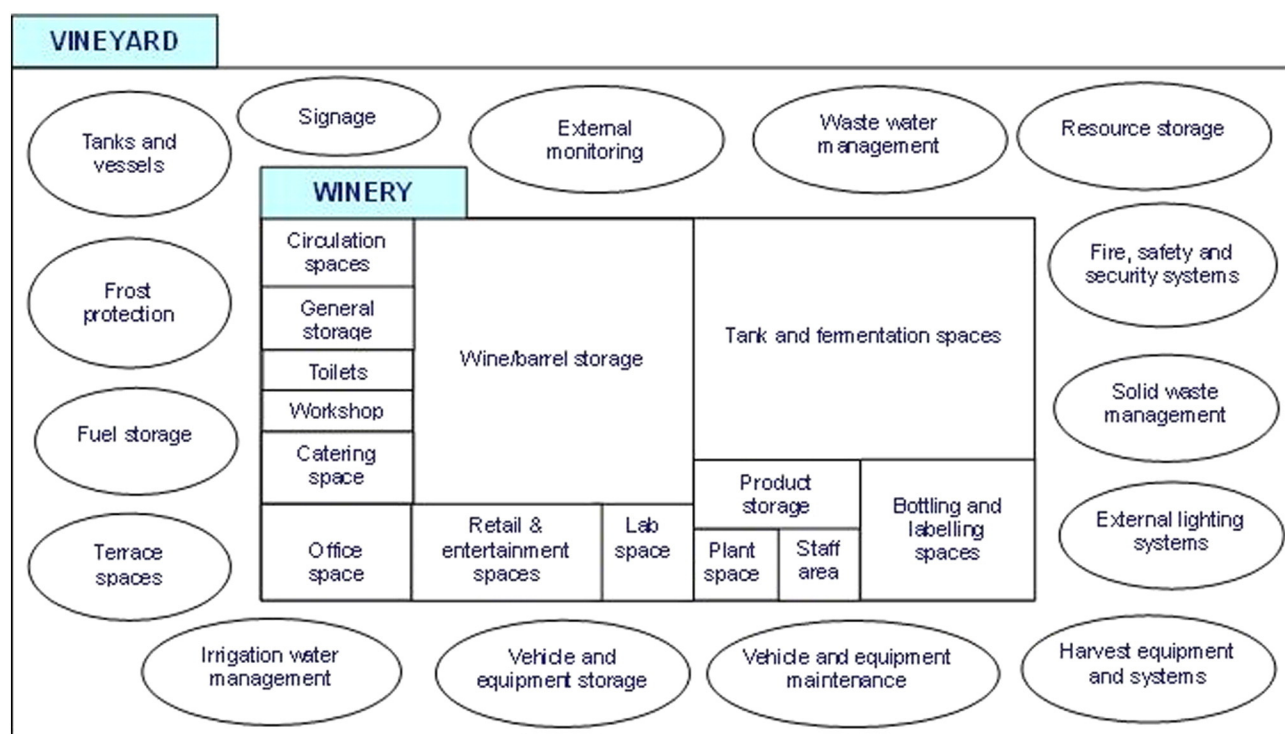 VINEYARD
Signage
Tanks and
vessels
External
monitoring
Waste water
management
Resource storage
WINERY
Circulation
spaces
General
storage
Toilets
Workshop
Catering
space
Office
space
Wine/barrel storage
Retail &
entertainment
spaces
Lab
space
Tank and fermentation spaces
Product
storage
Plant
space
Staff
area
Bottling and
labelling
spaces
Frost
protection
Fuel storage
Terrace
spaces
Fire, safety and
security systems
Solid waste
management
External lighting
systems
Irrigation water
management
Vehicle and
equipment storage
Vehicle and equipment
maintenance
Harvest equipment
and systems